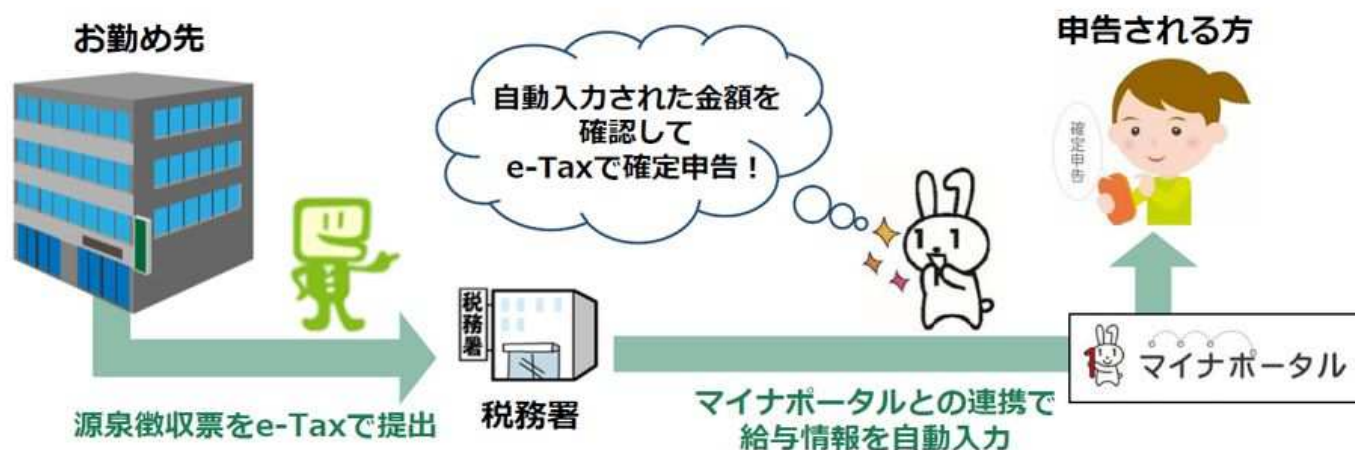 お勤め先
申告される方
自動入力された金額を
確認して
e-Taxで確定申告!
確定申告
税務署
税務署
源泉徴収票をe-Taxで提出
マイナポータルとの連携で
給与情報を自動入力
1
マイナポータル